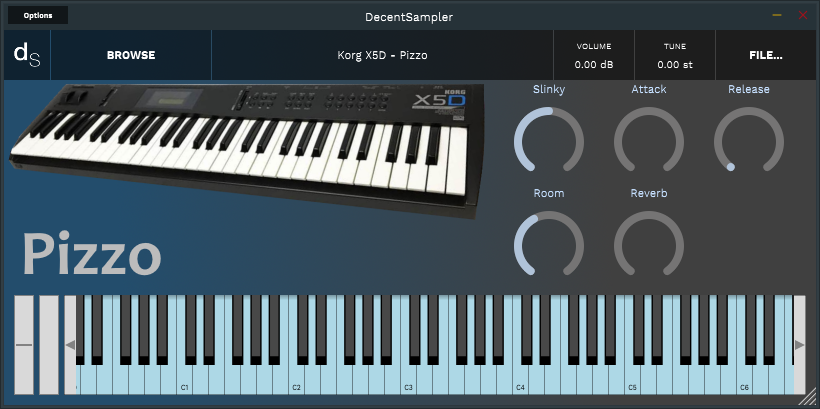 Options
DecentSampler
dS
BROWSE
Korg X5D - Pizzo
VOLUME
0.00 dB
TUNE
0.00 st
FILE...
KORG
X5D
Slinky
Attack
Release
Room
Reverb
Pizzo
C1
C2
C3
C4
C5
C6